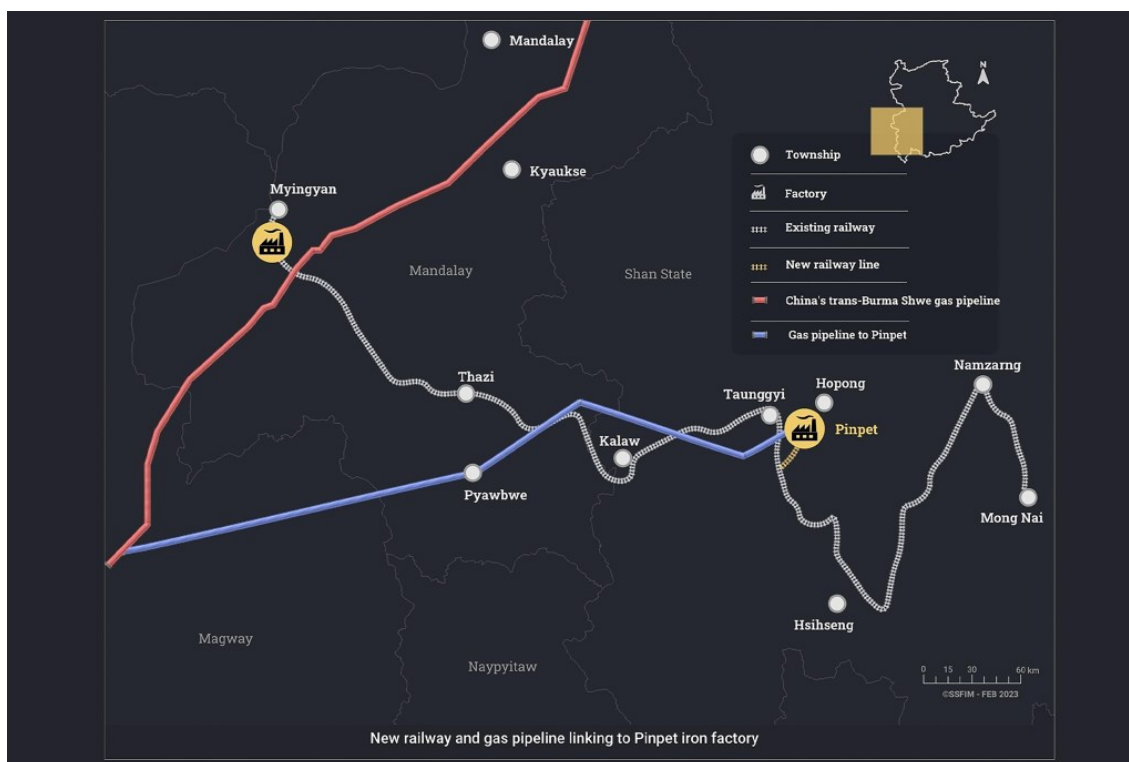 Mandalay
N
Kyaukse
Township
Myingyan
Factory
Existing railway
Mandalay
Shan State
New railway line
China's trans-Burma Shwe gas pipeline
Gas pipeline to Pinpet
Namzarng
Thazi
Hopong
Taunggyi
Pinpet
Kalaw
Pyawbwe
Mong Nai
Hsihseng
Magway
Naypyitaw
0 15 30 60 km
©SSFIM - FEB 2023
New railway and gas pipeline linking to Pinpet iron factory